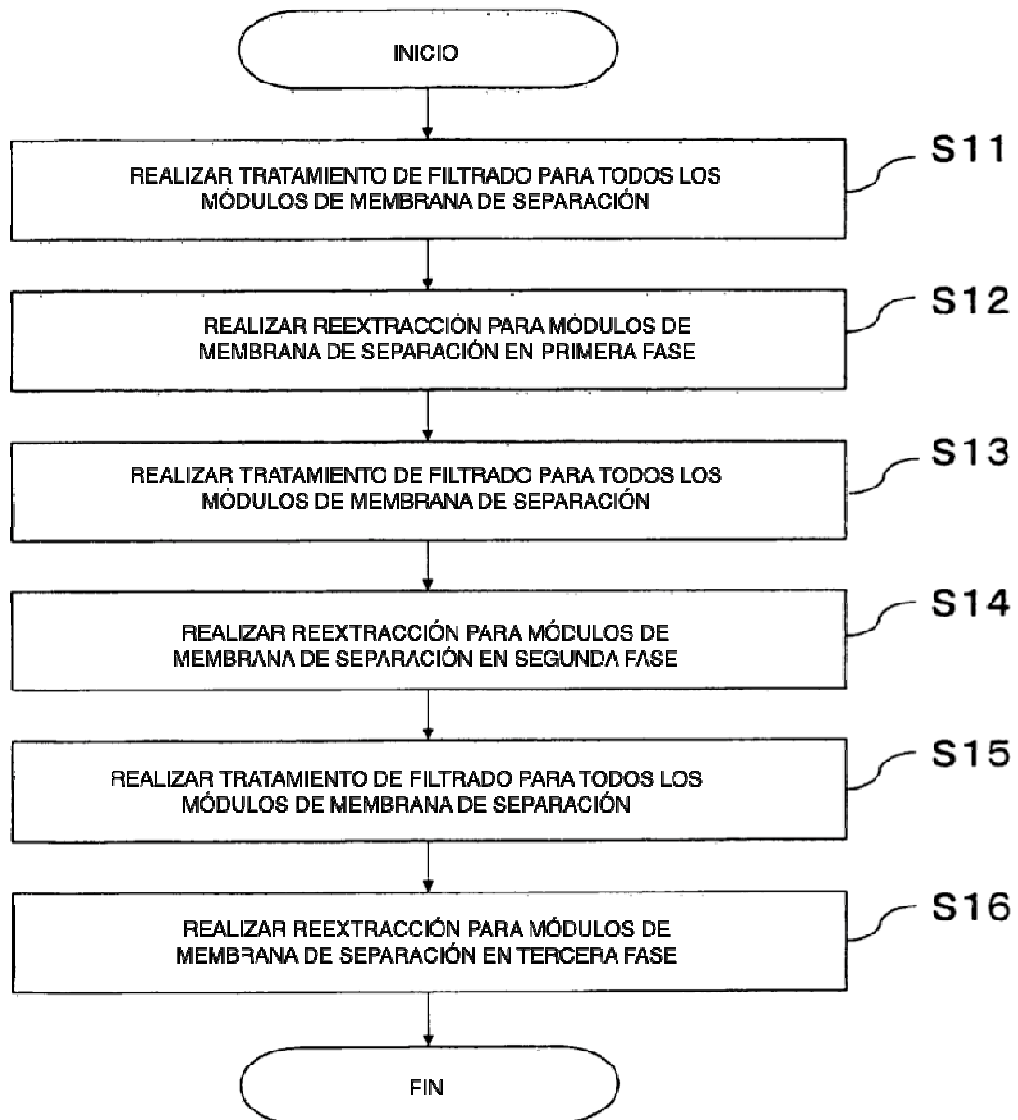 INICIO
REALIZAR TRATAMIENTO DE FILTRADO PARA TODOS LOS
MÓDULOS DE MEMBRANA DE SEPARACIÓN
S11
REALIZAR REEXTRACCIÓN PARA MÓDULOS DE
MEMBRANA DE SEPARACIÓN EN PRIMERA FASE
S12
REALIZAR TRATAMIENTO DE FILTRADO PARA TODOS LOS
MÓDULOS DE MEMBRANA DE SEPARACIÓN
S13
REALIZAR REEXTRACCIÓN PARA MÓDULOS DE
MEMBRANA DE SEPARACIÓN EN SEGUNDA FASE
S14
REALIZAR TRATAMIENTO DE FILTRADO PARA TODOS LOS
MÓDULOS DE MEMBRANA DE SEPARACIÓN
S15
REALIZAR REEXTRACCIÓN PARA MÓDULOS DE
MEMBRANA DE SEPARACIÓN EN TERCERA FASE
S16
FIN